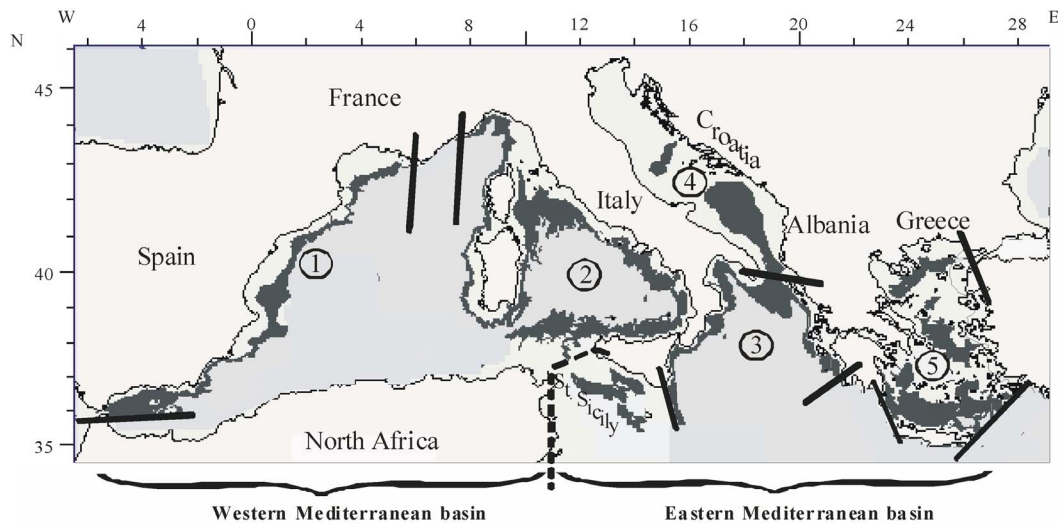 W 4 0 4 8 12 16 20 24 28 E
N
45
France
Croatia
4
Italy
Albania
Greece
Spain
40
1
2
3
5
St Sicily
North Africa
35
Western Mediterranean basin
Eastern Mediterranean basin